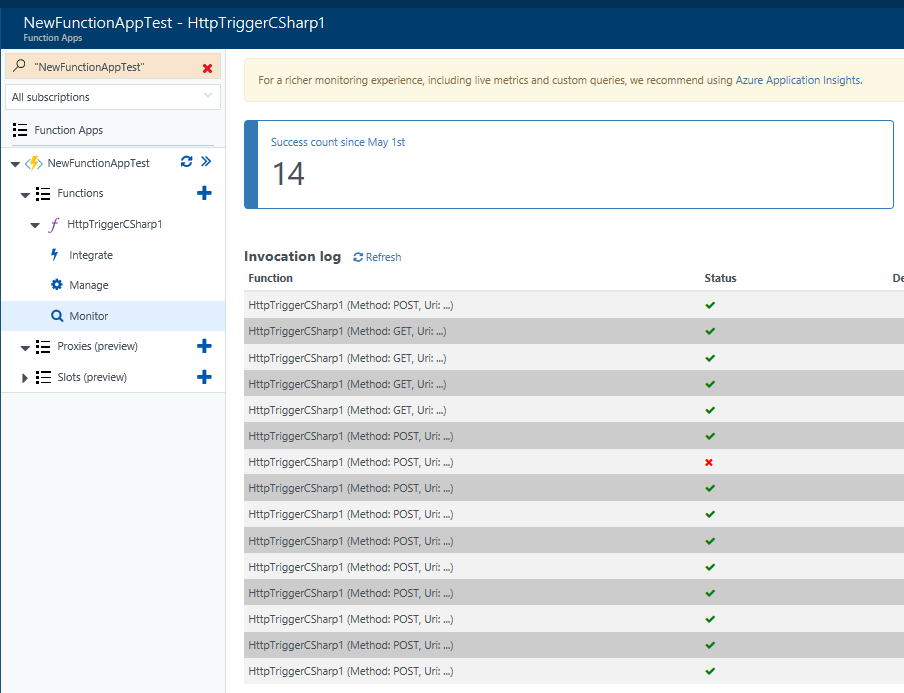 NewFunctionAppTest - HttpTriggerCSharp1
Function Apps
"NewFunctionAppTest"
All subscriptions
Function Apps
NewFunctionAppTest
Functions
HttpTriggerCSharp1
Integrate
Manage
Monitor
Proxies (preview)
Slots (preview)
For a richer monitoring experience, including live metrics and custom queries, we recommend using Azure Application Insights.
Success count since May 1st
14
Invocation log Refresh
Function Status De
HttpTriggerCSharp1 (Method: POST, Uri: ...)
HttpTriggerCSharp1 (Method: GET, Uri: ...)
HttpTriggerCSharp1 (Method: GET, Uri: ...)
HttpTriggerCSharp1 (Method: GET, Uri: ...)
HttpTriggerCSharp1 (Method: GET, Uri: ...)
HttpTriggerCSharp1 (Method: POST, Uri: ...)
HttpTriggerCSharp1 (Method: POST, Uri: ...)
HttpTriggerCSharp1 (Method: POST, Uri: ...)
HttpTriggerCSharp1 (Method: POST, Uri: ...)
HttpTriggerCSharp1 (Method: POST, Uri: ...)
HttpTriggerCSharp1 (Method: POST, Uri: ...)
HttpTriggerCSharp1 (Method: POST, Uri: ...)
HttpTriggerCSharp1 (Method: POST, Uri: ...)
HttpTriggerCSharp1 (Method: POST, Uri: ...)
HttpTriggerCSharp1 (Method: POST, Uri: ...)